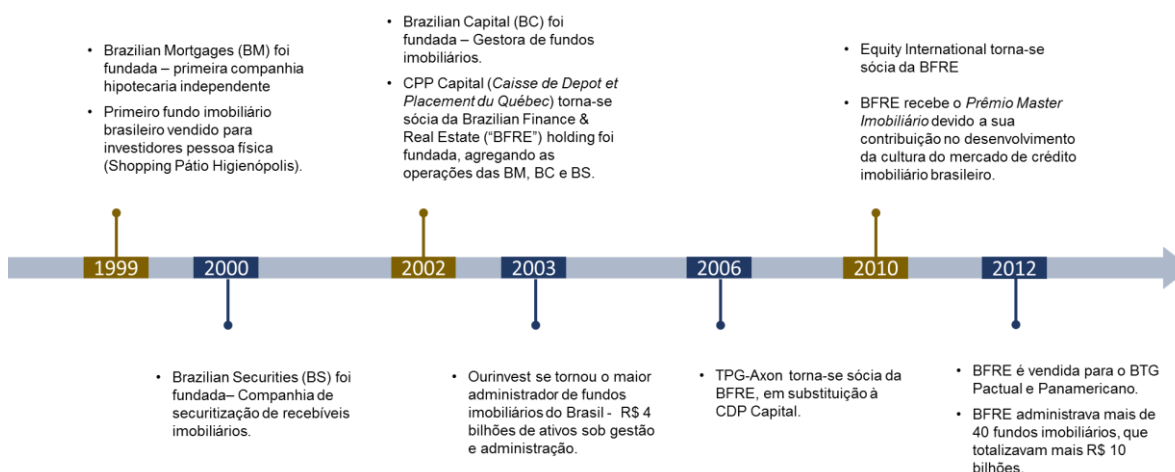 • Brazilian Mortgages (BM) foi
fundada – primeira companhia
hipotecaria independente
• Primeiro fundo imobiliário
brasileiro vendido para
investidores pessoa física
(Shopping Pátio Higienópolis).
• Brazilian Capital (BC) foi
fundada – Gestora de fundos
imobiliários.
• CPP Capital (Caisse de Depot et
Placement du Québec) torna-se
sócia da Brazilian Finance &
Real Estate (“BFRE”) holding foi
fundada, agregando as
operações das BM, BC e BS.
• Equity International torna-se
sócia da BFRE
• BFRE recebe o Prêmio Master
Imobiliário devido a sua
contribuição no desenvolvimento
da cultura do mercado de crédito
imobiliário brasileiro.
1999
2000
2002
2003
2006
2010
2012
• Brazilian Securities (BS) foi
fundada– Companhia de
securitização de recebíveis
imobiliários.
• Ourinvest se tornou o maior
administrador de fundos
imobiliários do Brasil - R$ 4
bilhões de ativos sob gestão
e administração.
• TPG-Axon torna-se sócia da
BFRE, em substituição à
CDP Capital.
• BFRE é vendida para o BTG
Pactual e Panamericano.
• BFRE administrava mais de
40 fundos imobiliários, que
totalizavam mais R$ 10
bilhões.